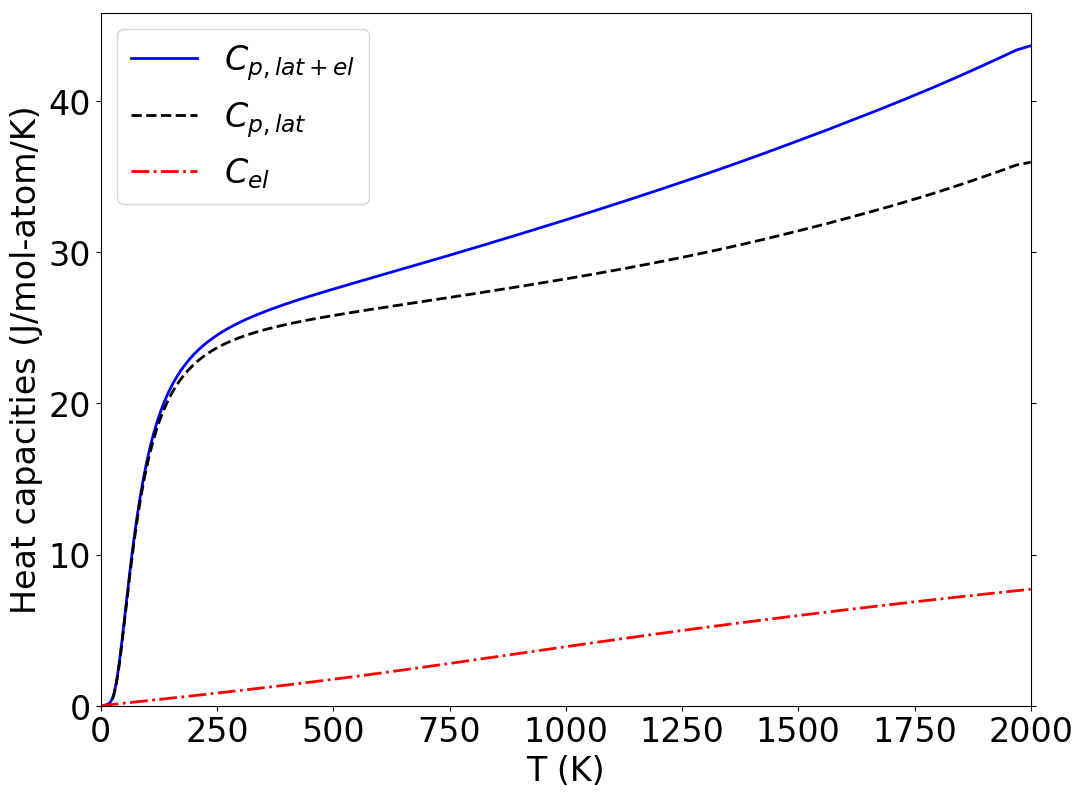 C_{p,lat+el}
C_{p,lat}
C_{el}
Heat capacities (J/mol-atom/K)
40
30
20
10
0
0 250 500 750 1000 1250 1500 1750 2000
T (K)